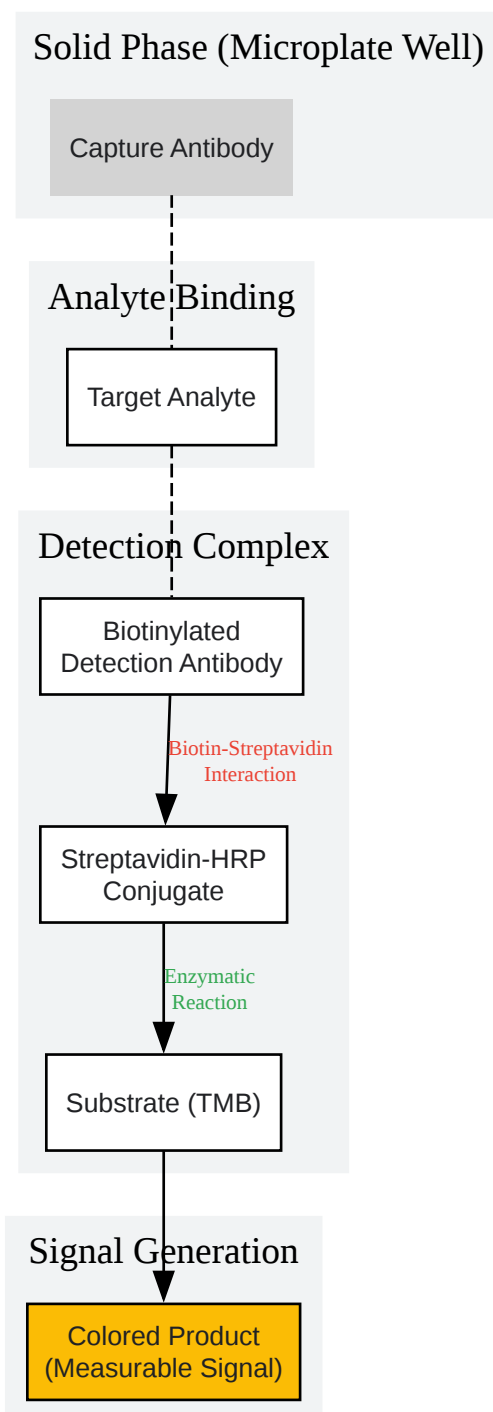 Solid Phase (Microplate Well)
Capture Antibody
Analyte Binding
Target Analyte
Detection Complex
Biotinylated
Detection Antibody
Biotin-Streptavidin
Interaction
Streptavidin-HRP
Conjugate
Enzymatic
Reaction
Substrate (TMB)
Signal Generation
Colored Product
(Measurable Signal)